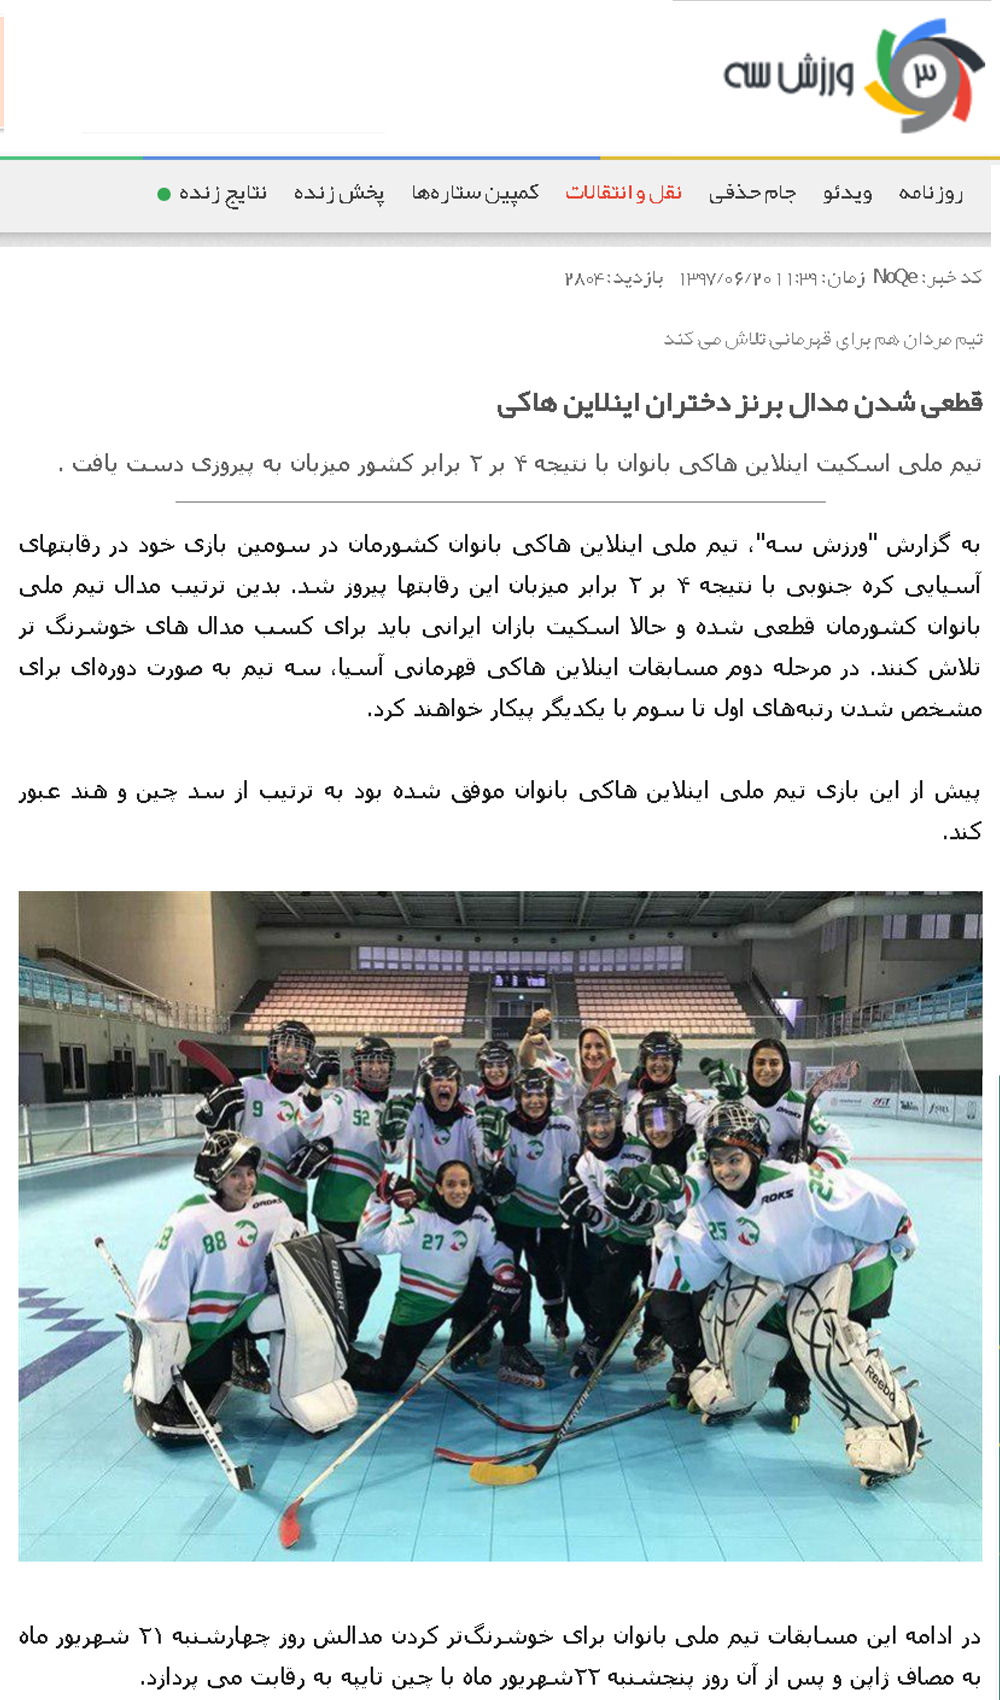 ورزش سه
۳
روزنامه ویدئو جام حذفی نقل و انتقالات کمپین ستاره‌ها پخش زنده نتایج زنده
کد خبر: NoQe زمان: ۱۱:۳۹ ۱۳۹۷/۰۶/۲۰ بازدید: ۲۸۰۴
تیم مردان هم برای قهرمانی تلاش می کند
قطعی شدن مدال برنز دختران اینلاین هاکی
تیم ملی اسکیت اینلاین هاکی بانوان با نتیجه ۴ بر ۲ برابر کشور میزبان به پیروزی دست یافت .
به گزارش "ورزش سه"، تیم ملی اینلاین هاکی بانوان کشورمان در سومین بازی خود در رقابتهای
آسیایی کره جنوبی با نتیجه ۴ بر ۲ برابر میزبان این رقابتها پیروز شد. بدین ترتیب مدال تیم ملی
بانوان کشورمان قطعی شده و حالا اسکیت بازان ایرانی باید برای کسب مدال های خوشرنگ تر
تلاش کنند. در مرحله دوم مسابقات اینلاین هاکی قهرمانی آسیا، سه تیم به صورت دوره‌ای برای
مشخص شدن رتبه‌های اول تا سوم با یکدیگر پیکار خواهند کرد.
پیش از این بازی تیم ملی اینلاین هاکی بانوان موفق شده بود به ترتیب از سد چین و هند عبور
کند.
9
52
88
27
25
29
ROKS
BAUER
Reebok
در ادامه این مسابقات تیم ملی بانوان برای خوشرنگ‌تر کردن مدالش روز چهارشنبه ۲۱ شهریور ماه
به مصاف ژاپن و پس از آن روز پنجشنبه ۲۲شهریور ماه با چین تایپه به رقابت می پردازد.